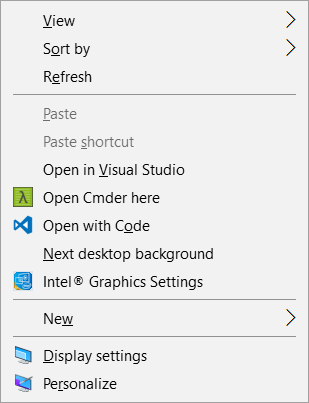 View
Sort by
Refresh
Paste
Paste shortcut
Open in Visual Studio
Open Cmder here
Open with Code
Next desktop background
Intel® Graphics Settings
New
Display settings
Personalize